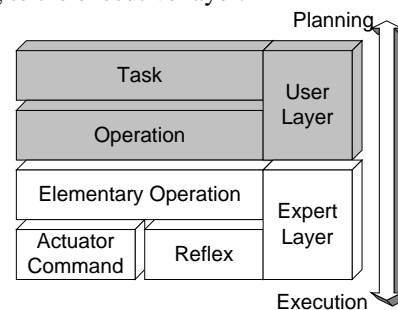 Planning
Task
User
Layer
Operation
Elementary Operation
Expert
Layer
Actuator
Command
Reflex
Execution